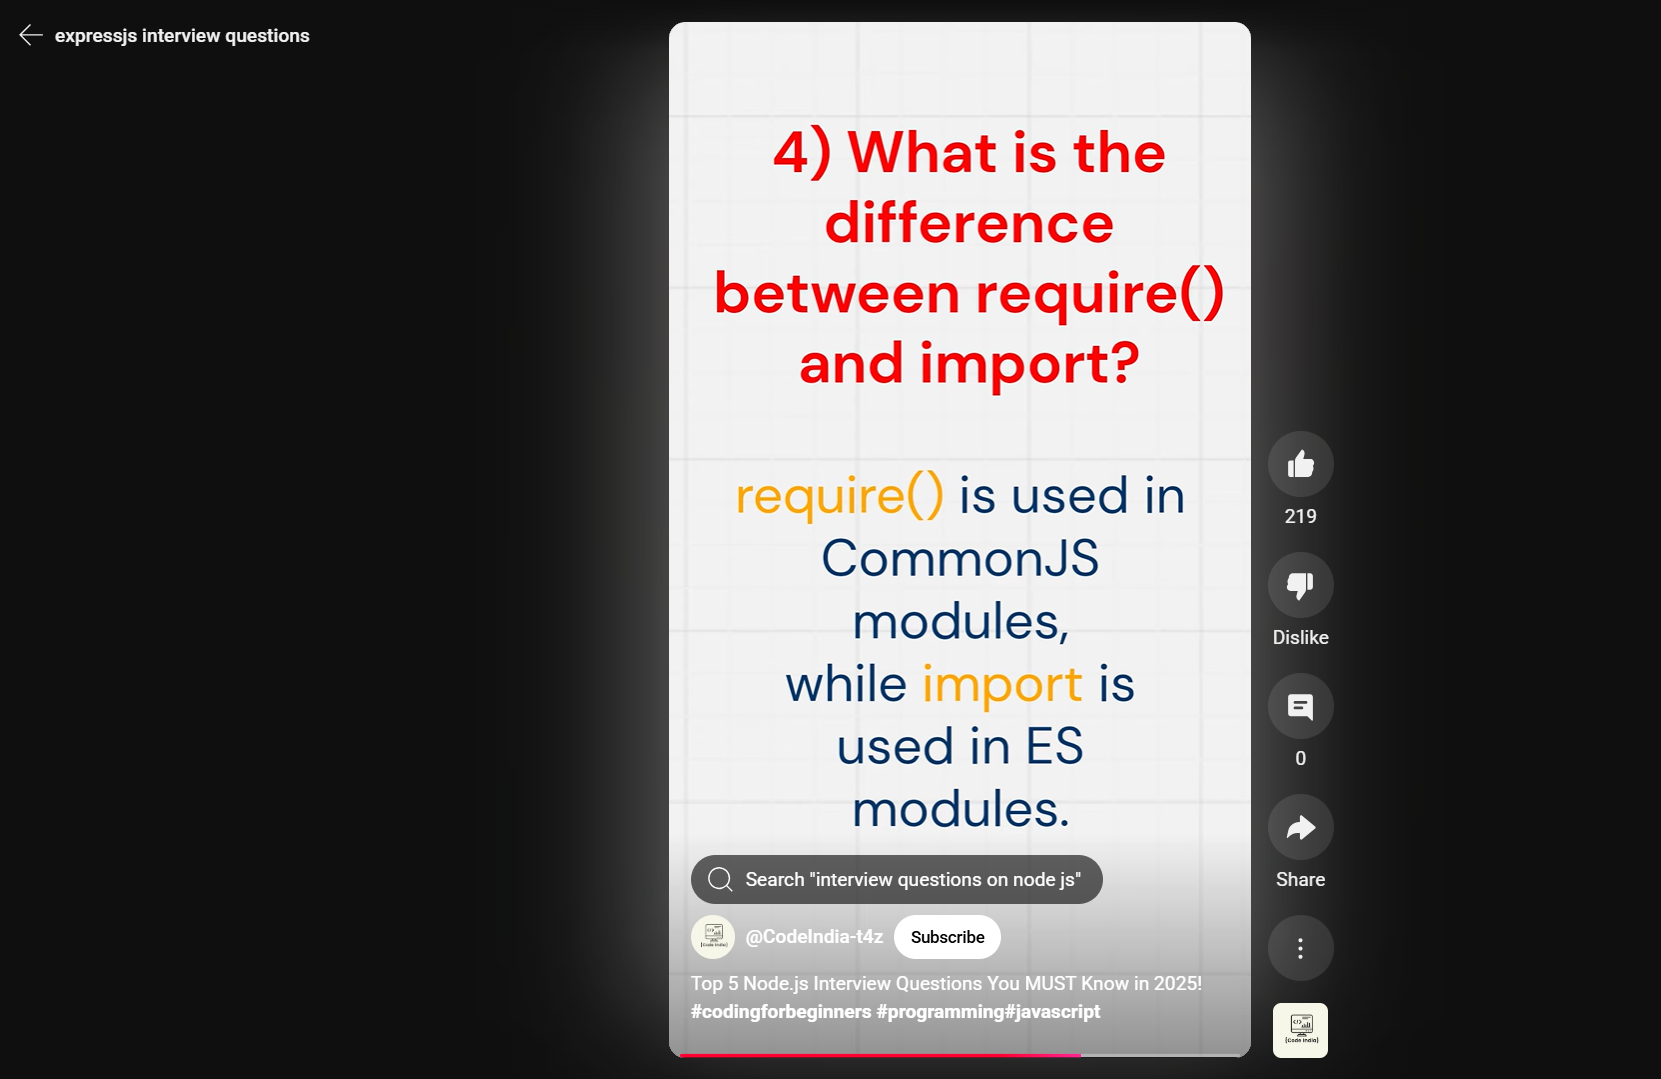 expressjs interview questions
4) What is the
difference
between require()
and import?
require() is used in
CommonJS
modules,
while import is
used in ES
modules.
Search "interview questions on node js"
@CodeIndia-t4z
Subscribe
Top 5 Node.js Interview Questions You MUST Know in 2025!
#codingforbeginners #programming#javascript
219
Dislike
0
Share
{Code India}